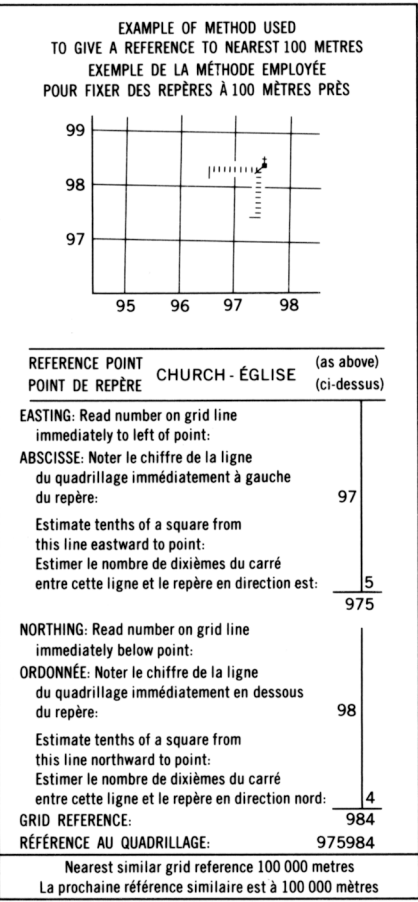 EXAMPLE OF METHOD USED
TO GIVE A REFERENCE TO NEAREST 100 METRES
EXEMPLE DE LA MÉTHODE EMPLOYÉE
POUR FIXER DES REPÈRES À 100 MÈTRES PRÈS
99
98
97
95 96 97 98
REFERENCE POINT
POINT DE REPÈRE
CHURCH - ÉGLISE
(as above)
(ci-dessus)
EASTING: Read number on grid line
immediately to left of point:
ABSCISSE: Noter le chiffre de la ligne
du quadrillage immédiatement à gauche
du repère: 97
Estimate tenths of a square from
this line eastward to point:
Estimer le nombre de dixièmes du carré
entre cette ligne et le repère en direction est: 5
975
NORTHING: Read number on grid line
immediately below point:
ORDONNÉE: Noter le chiffre de la ligne
du quadrillage immédiatement en dessous
du repère: 98
Estimate tenths of a square from
this line northward to point:
Estimer le nombre de dixièmes du carré
entre cette ligne et le repère en direction nord: 4
GRID REFERENCE: 984
RÉFÉRENCE AU QUADRILLAGE: 975984
Nearest similar grid reference 100 000 metres
La prochaine référence similaire est à 100 000 mètres